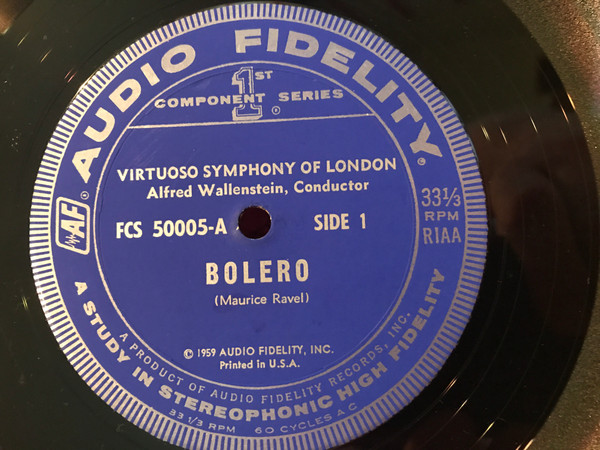 AUDIO FIDELITY®
1ST
COMPONENT SERIES
®
AF®
VIRTUOSO SYMPHONY OF LONDON
Alfred Wallenstein, Conductor
33⅓
RPM
RIAA
FCS 50005-A
SIDE 1
BOLERO
(Maurice Ravel)
© 1959 AUDIO FIDELITY, INC.
Printed in U.S.A.
A PRODUCT OF AUDIO FIDELITY RECORDS, INC.
A STUDY IN STEREOPHONIC HIGH FIDELITY
33 1/3 RPM 60 CYCLES A C